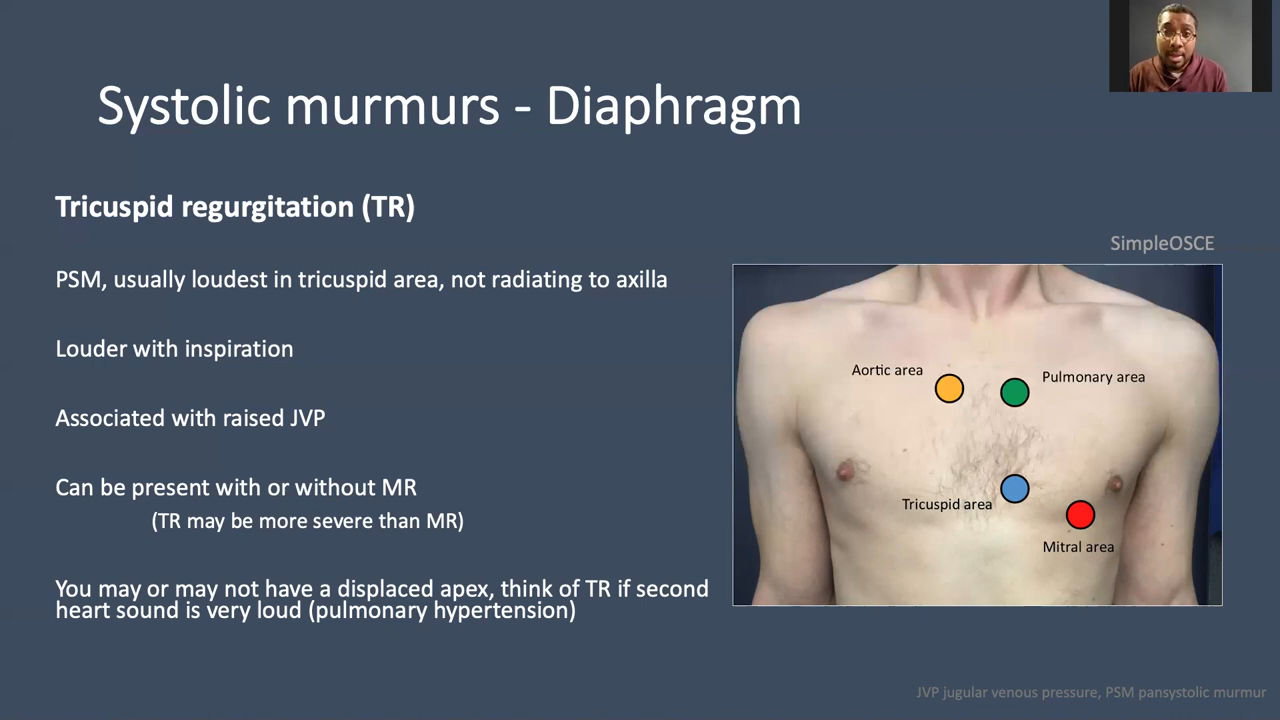 Systolic murmurs - Diaphragm
Tricuspid regurgitation (TR)
PSM, usually loudest in tricuspid area, not radiating to axilla
Louder with inspiration
Associated with raised JVP
Can be present with or without MR
(TR may be more severe than MR)
You may or may not have a displaced apex, think of TR if second
heart sound is very loud (pulmonary hypertension)
SimpleOSCE
Aortic area
Pulmonary area
Tricuspid area
Mitral area
JVP jugular venous pressure, PSM pansystolic murmur